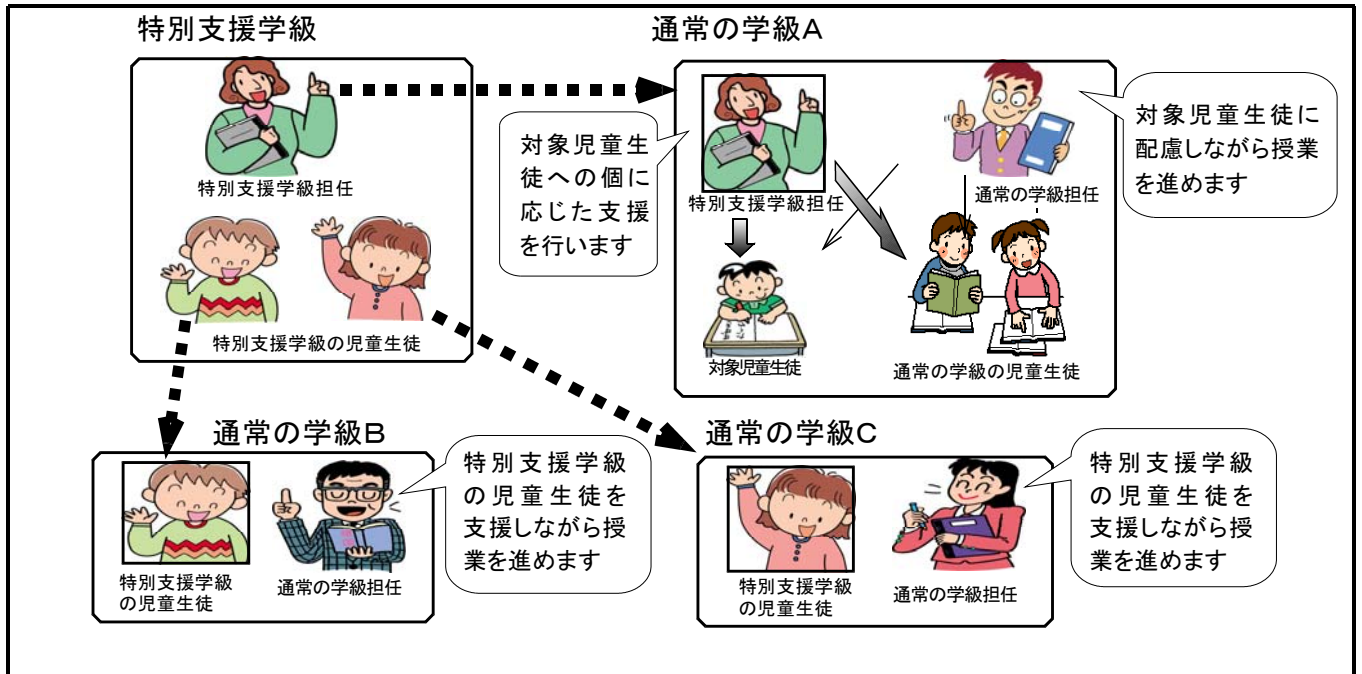 特別支援学級
通常の学級A
特別支援学級担任
特別支援学級の児童生徒
対象児童生
徒への個に
応じた支援
を行います
特別支援学級担任
通常の学級担任
対象児童生徒に
配慮しながら授業
を進めます
対象児童生徒
通常の学級の児童生徒
通常の学級B
特別支援学級
の児童生徒
通常の学級担任
特別支援学級
の児童生徒を
支援しながら授
業を進めます
通常の学級C
特別支援学級
の児童生徒
通常の学級担任
特別支援学級
の児童生徒を
支援しながら授
業を進めます